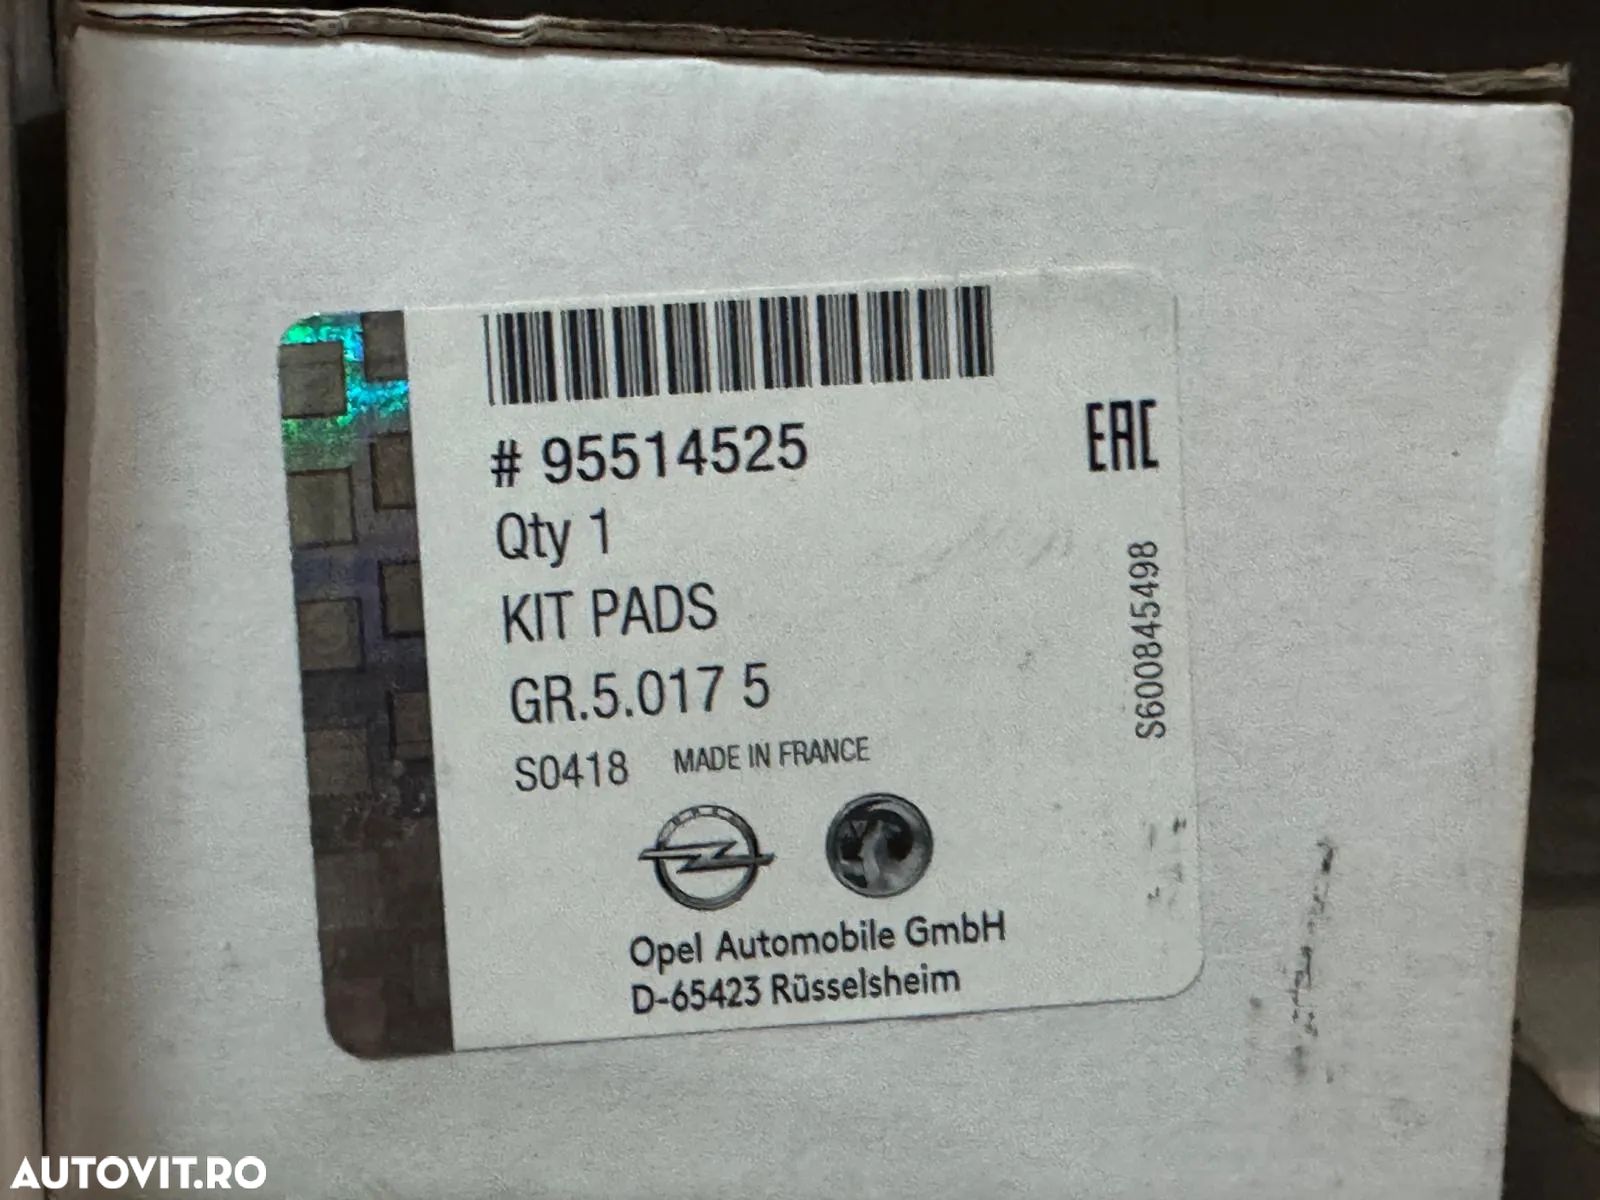 # 95514525
EAC
Qty 1
KIT PADS
GR.5.017 5
S0418 MADE IN FRANCE
S600845498
Opel Automobile GmbH
D-65423 Rüsselsheim
AUTOVIT.RO